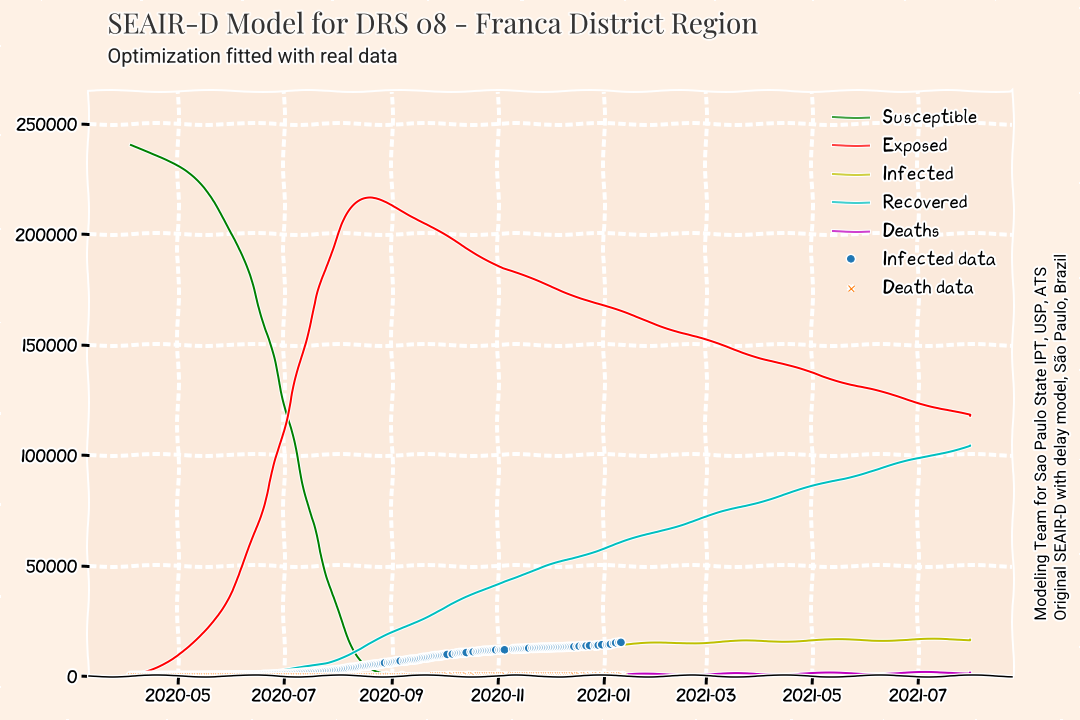 SEAIR-D Model for DRS 08 - Franca District Region
Optimization fitted with real data
250000
200000
150000
100000
50000
0
2020-05
2020-07
2020-09
2020-11
2021-01
2021-03
2021-05
2021-07
Susceptible
Exposed
Infected
Recovered
Deaths
Infected data
Death data
Modeling Team for Sao Paulo State IPT, USP, ATS
Original SEAIR-D with delay model, São Paulo, Brazil